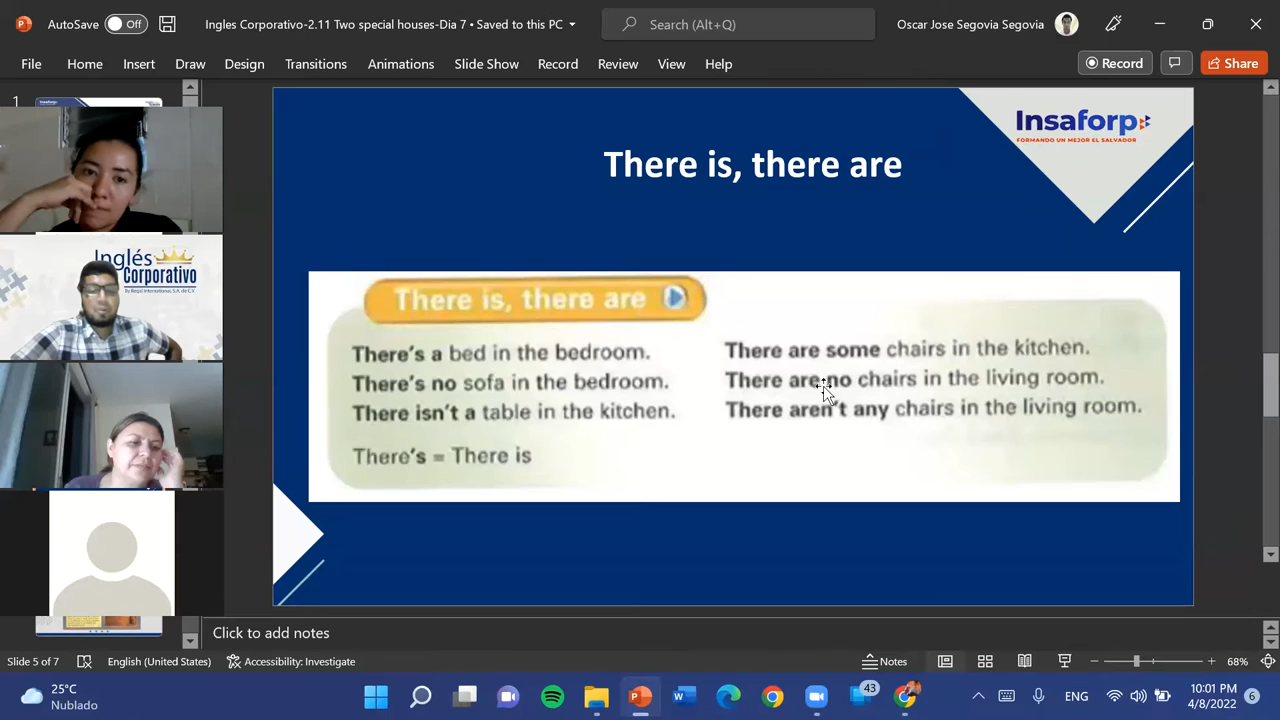 AutoSave Off
Ingles Corporativo-2.11 Two special houses-Dia 7 • Saved to this PC
Search (Alt+Q)
Oscar Jose Segovia Segovia
File Home Insert Draw Design Transitions Animations Slide Show Record Review View Help
Record
Share
1
Inglés
Corporativo
Insaforp
FORMANDO UN MEJOR EL SALVADOR
There is, there are
There is, there are
There's a bed in the bedroom.
There's no sofa in the bedroom.
There isn't a table in the kitchen.
There's = There is
There are some chairs in the kitchen.
There are no chairs in the living room.
There aren't any chairs in the living room.
Click to add notes
Slide 5 of 7
English (United States)
Accessibility: Investigate
Notes
68%
25°C
Nublado
43
ENG
10:01 PM
4/8/2022
6